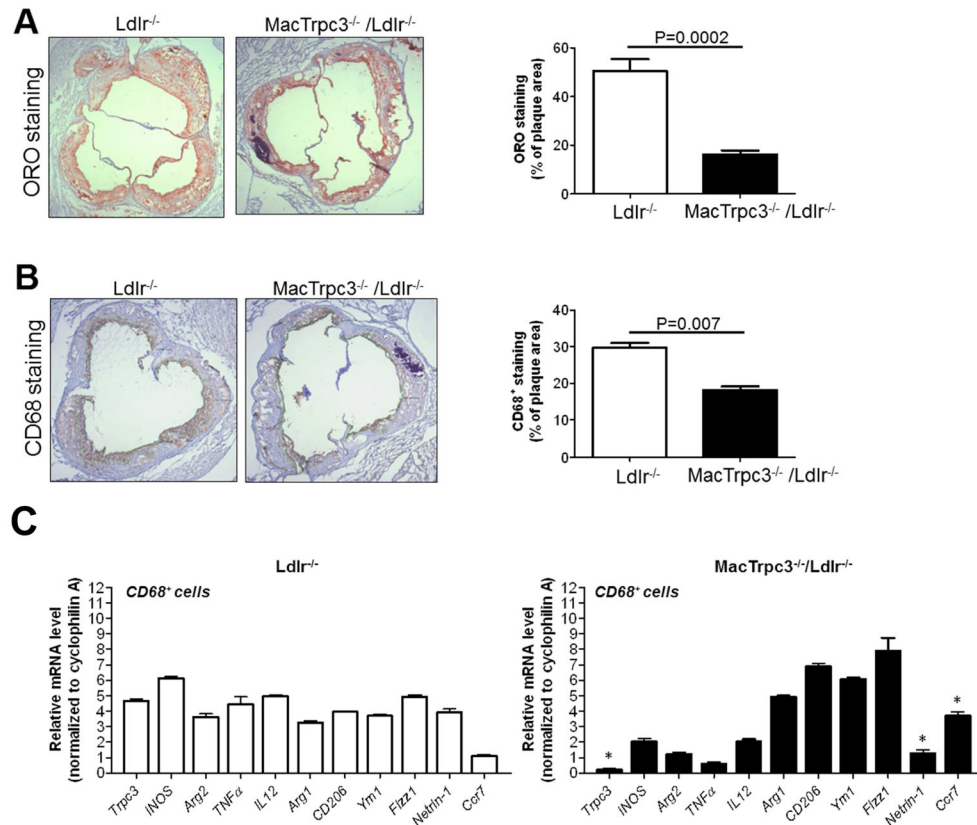 A
Ldlr-/-
MacTrpc3-/- /Ldlr-/-
ORO staining
P=0.0002
ORO staining
(% of plaque area)
60
40
20
0
Ldlr-/-
MacTrpc3-/- /Ldlr-/-
B
Ldlr-/-
MacTrpc3-/- /Ldlr-/-
CD68 staining
P=0.007
CD68+ staining
(% of plaque area)
40
30
20
10
0
Ldlr-/-
MacTrpc3-/- /Ldlr-/-
C
Ldlr-/-
CD68+ cells
Relative mRNA level
(normalized to cyclophilin A)
12
11
10
9
8
7
6
5
4
3
2
1
0
Trpc3
iNOS
Arg2
TNFα
IL12
Arg1
CD206
Ym1
Fizz1
Netrin-1
Ccr7
MacTrpc3-/-/Ldlr-/-
CD68+ cells
Relative mRNA level
(normalized to cyclophilin A)
12
11
10
9
8
7
6
5
4
3
2
1
0
*
*
*
Trpc3
iNOS
Arg2
TNFα
IL12
Arg1
CD206
Ym1
Fizz1
Netrin-1
Ccr7